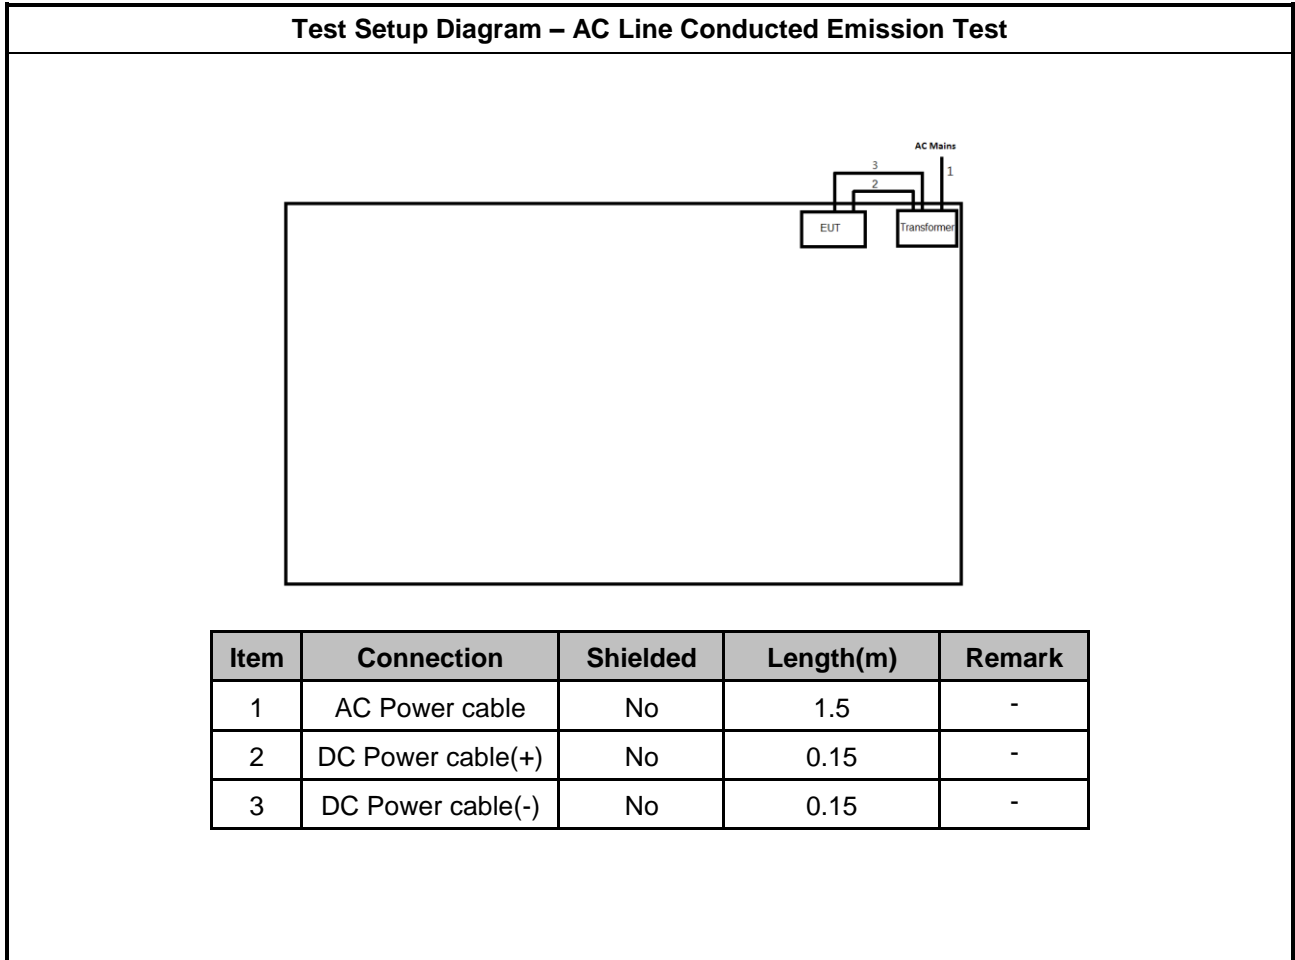 Test Setup Diagram – AC Line Conducted Emission Test
AC Mains
3
1
2
EUT
Transformer
Item Connection Shielded Length(m) Remark
1 AC Power cable No 1.5 -
2 DC Power cable(+) No 0.15 -
3 DC Power cable(-) No 0.15 -